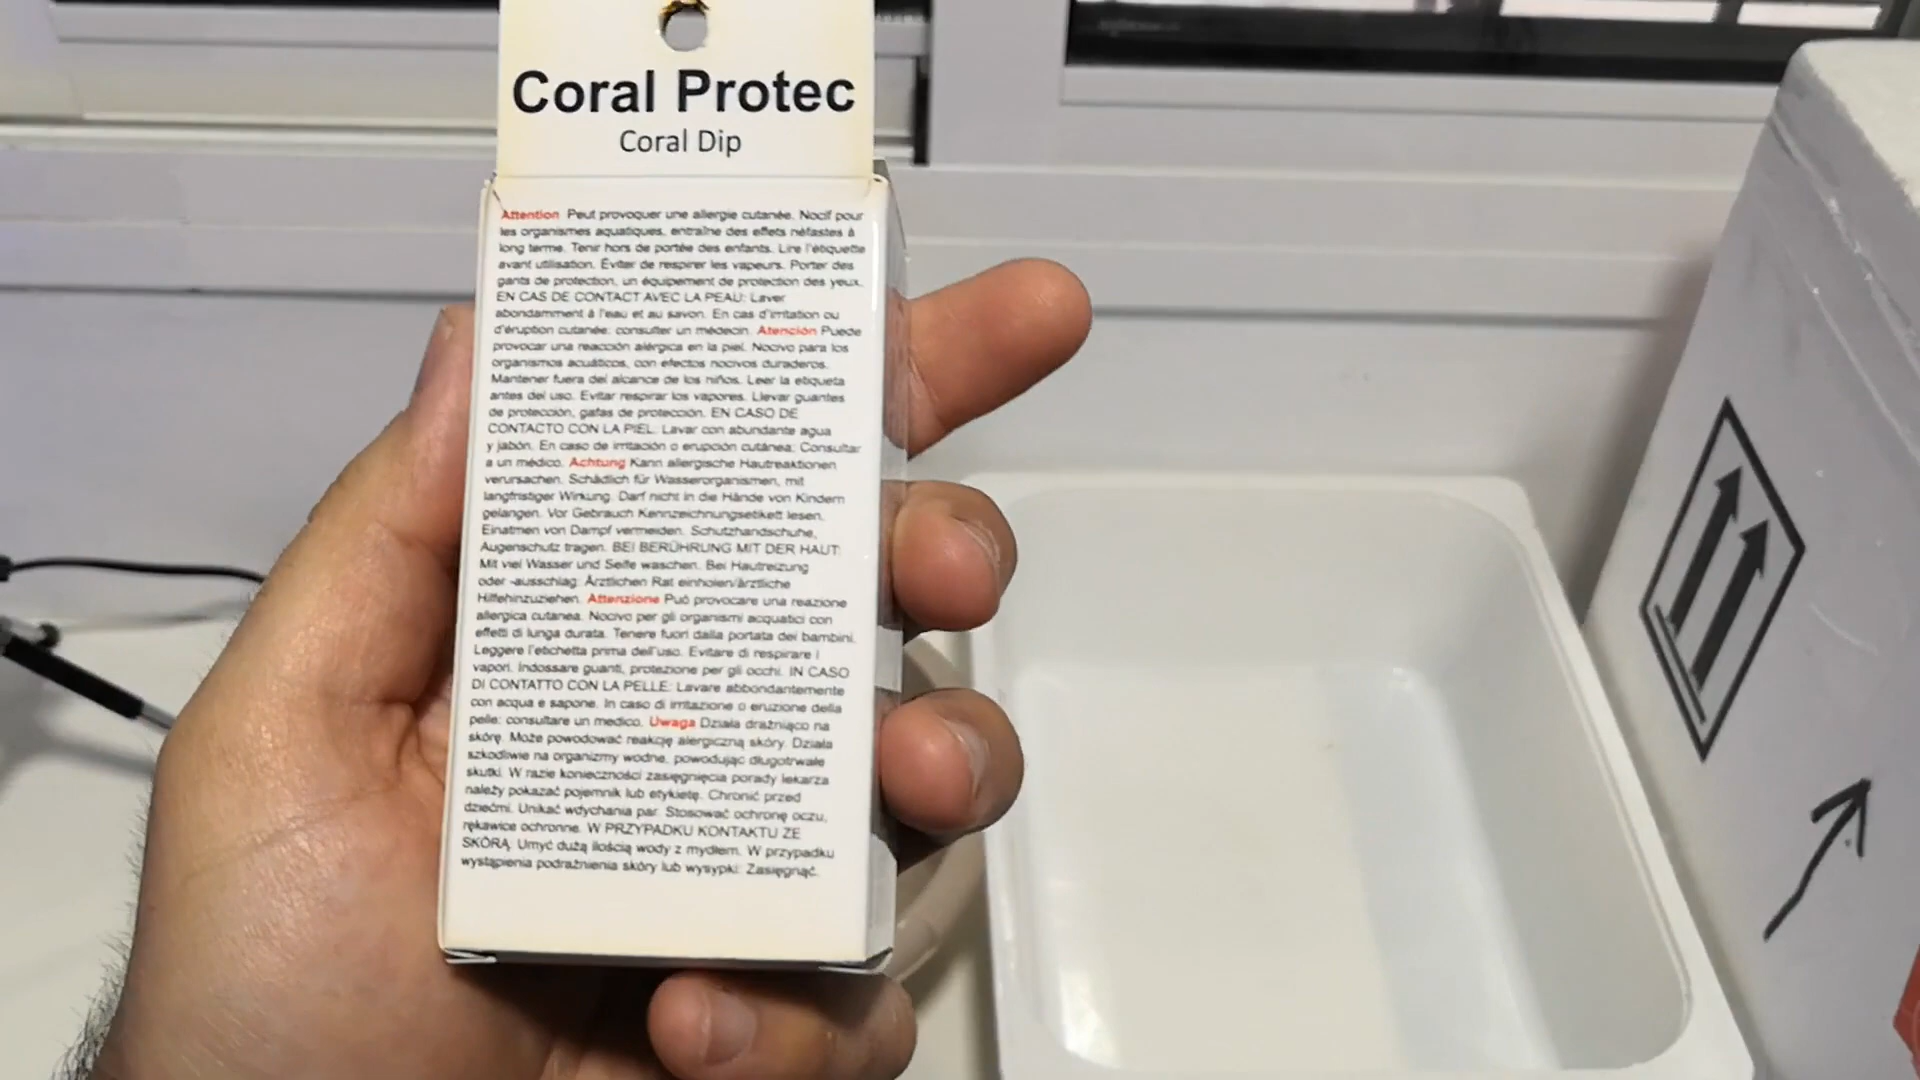 Coral Protec
Coral Dip
Attention Peut provoquer une allergie cutanée. Nocif pour
les organismes aquatiques, entraîne des effets néfastes à
long terme. Tenir hors de portée des enfants. Lire l'étiquette
avant utilisation. Éviter de respirer les vapeurs. Porter des
gants de protection, un équipement de protection des yeux.
EN CAS DE CONTACT AVEC LA PEAU: Laver
abondamment à l'eau et au savon. En cas d'irritation ou
d'éruption cutanée: consulter un médecin. Atención Puede
provocar una reacción alérgica en la piel. Nocivo para los
organismos acuáticos, con efectos nocivos duraderos.
Mantener fuera del alcance de los niños. Leer la etiqueta
antes del uso. Evitar respirar los vapores. Llevar guantes
de protección, gafas de protección. EN CASO DE
CONTACTO CON LA PIEL: Lavar con abundante agua
y jabón. En caso de irritación o erupción cutánea: Consultar
a un médico. Achtung Kann allergische Hautreaktionen
verursachen. Schädlich für Wasserorganismen, mit
langfristiger Wirkung. Darf nicht in die Hände von Kindern
gelangen. Vor Gebrauch Kennzeichnungsetikett lesen.
Einatmen von Dampf vermeiden. Schutzhandschuhe,
Augenschutz tragen. BEI BERÜHRUNG MIT DER HAUT:
Mit viel Wasser und Seife waschen. Bei Hautreizung
oder -ausschlag: Ärztlichen Rat einholen/ärztliche
Hilfehinzuziehen. Attenzione Può provocare una reazione
allergica cutanea. Nocivo per gli organismi acquatici con
effetti di lunga durata. Tenere fuori dalla portata dei bambini.
Leggere l'etichetta prima dell'uso. Evitare di respirare i
vapori. Indossare guanti, protezione per gli occhi. IN CASO
DI CONTATTO CON LA PELLE: Lavare abbondantemente
con acqua e sapone. In caso di irritazione o eruzione della
pelle: consultare un medico. Uwaga Działa drażniąco na
skórę. Może powodować reakcję alergiczną skóry. Działa
szkodliwie na organizmy wodne, powodując długotrwałe
skutki. W razie konieczności zasięgnięcia porady lekarza
należy pokazać pojemnik lub etykietę. Chronić przed
dziećmi. Unikać wdychania par. Stosować ochronę oczu,
rękawice ochronne. W PRZYPADKU KONTAKTU ZE
SKÓRĄ: Umyć dużą ilością wody z mydłem. W przypadku
wystąpienia podrażnienia skóry lub wysypki: Zasięgnąć.